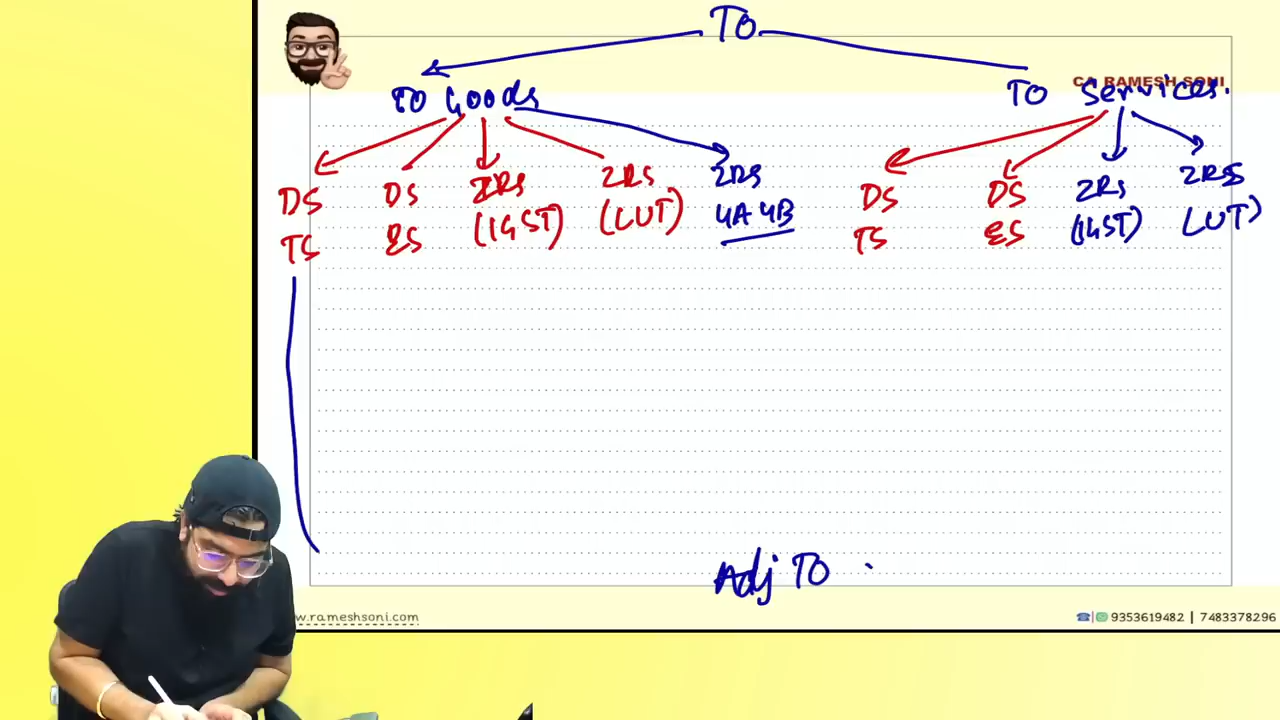 TO
CA RAMESH SONI
TO Goods
TO Services.
DS
TS
DS
ES
ZRS
(IGST)
ZRS
(LUT)
ZRS
4A 4B
DS
TS
DS
ES
ZRS
(IGST)
ZRS
(LUT)
Adj TO
w.rameshsoni.com
9353619482 | 7483378296